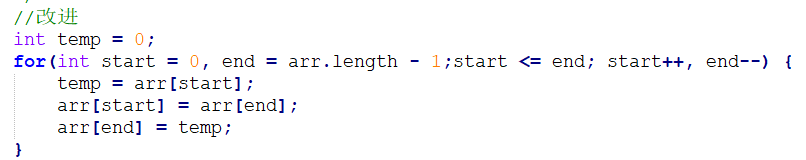 //改进
int temp = 0;
for(int start = 0, end = arr.length - 1;start <= end; start++, end--) {
    temp = arr[start];
    arr[start] = arr[end];
    arr[end] = temp;
}